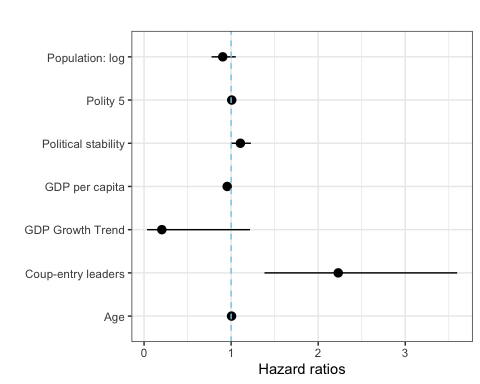 Population: log
Polity 5
Political stability
GDP per capita
GDP Growth Trend
Coup-entry leaders
Age
0 1 2 3
Hazard ratios